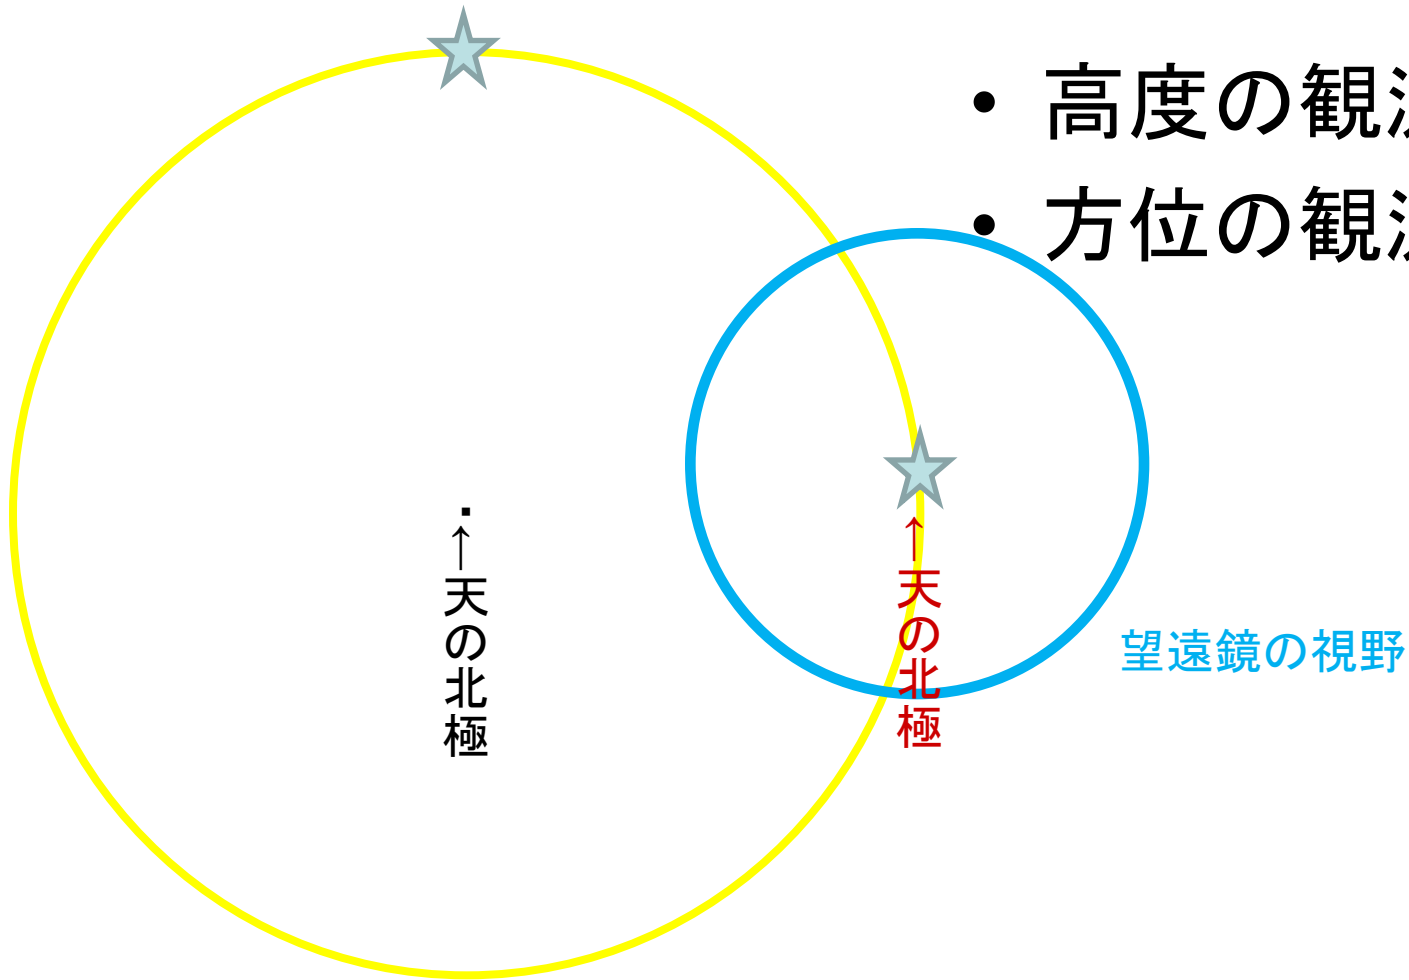 • 高度の観
• 方位の観
↑天の北極
↑天の北極
望遠鏡の視野